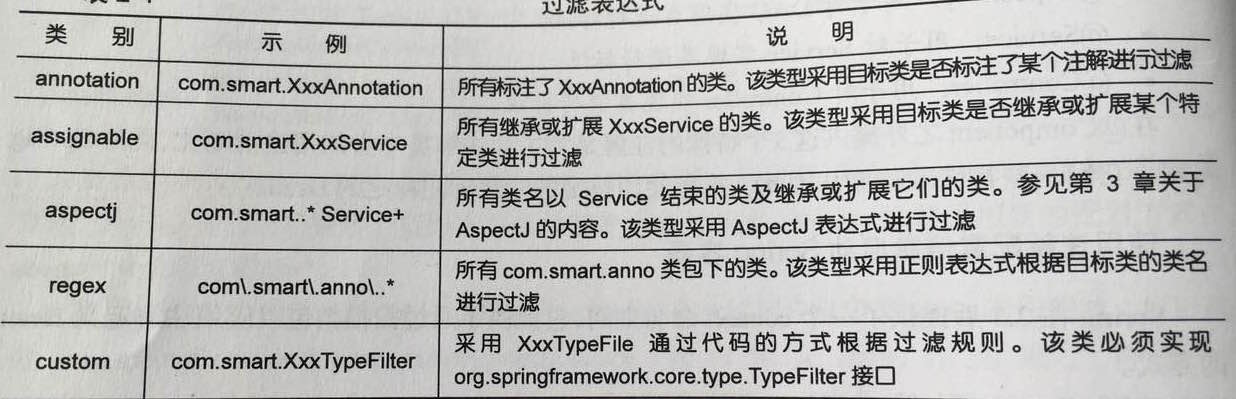 过滤表达式
类 别 示 例 说 明
annotation com.smart.XxxAnnotation 所有标注了 XxxAnnotation 的类。该类型采用目标类是否标注了某个注解进行过滤
assignable com.smart.XxxService 所有继承或扩展 XxxService 的类。该类型采用目标类是否继承或扩展某个特
定类进行过滤
aspectj com.smart..* Service+ 所有类名以 Service 结束的类及继承或扩展它们的类。参见第 3 章关于
AspectJ 的内容。该类型采用 AspectJ 表达式进行过滤
regex com\.smart\.anno\..* 所有 com.smart.anno 类包下的类。该类型采用正则表达式根据目标类的类名
进行过滤
custom com.smart.XxxTypeFilter 采用 XxxTypeFile 通过代码的方式根据过滤规则。该类必须实现
org.springframework.core.type.TypeFilter 接口